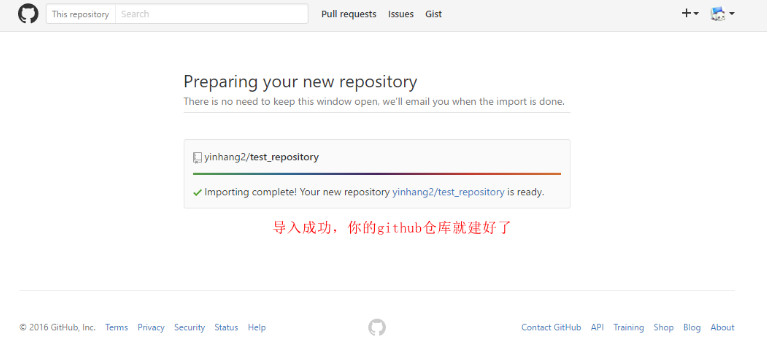 This repository Search Pull requests Issues Gist
Preparing your new repository
There is no need to keep this window open, we'll email you when the import is done.
yinhang2/test_repository
Importing complete! Your new repository yinhang2/test_repository is ready.
导入成功，你的github仓库就建好了
© 2016 GitHub, Inc. Terms Privacy Security Status Help Contact GitHub API Training Shop Blog About